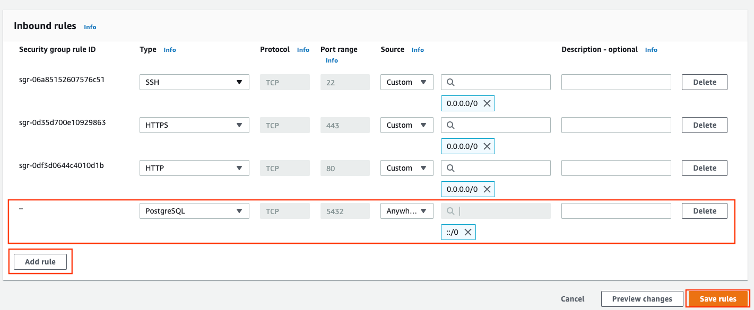 Inbound rules Info
Security group rule ID Type Info Protocol Info Port range Info Source Info Description - optional Info
sgr-06a85152607576c51 SSH TCP 22 Custom Delete
0.0.0.0/0
sgr-0d35d700e10929863 HTTPS TCP 443 Custom Delete
0.0.0.0/0
sgr-0df3d0644c4010d1b HTTP TCP 80 Custom Delete
0.0.0.0/0
– PostgreSQL TCP 5432 Anywh... Delete
::/0
Add rule
Cancel Preview changes Save rules